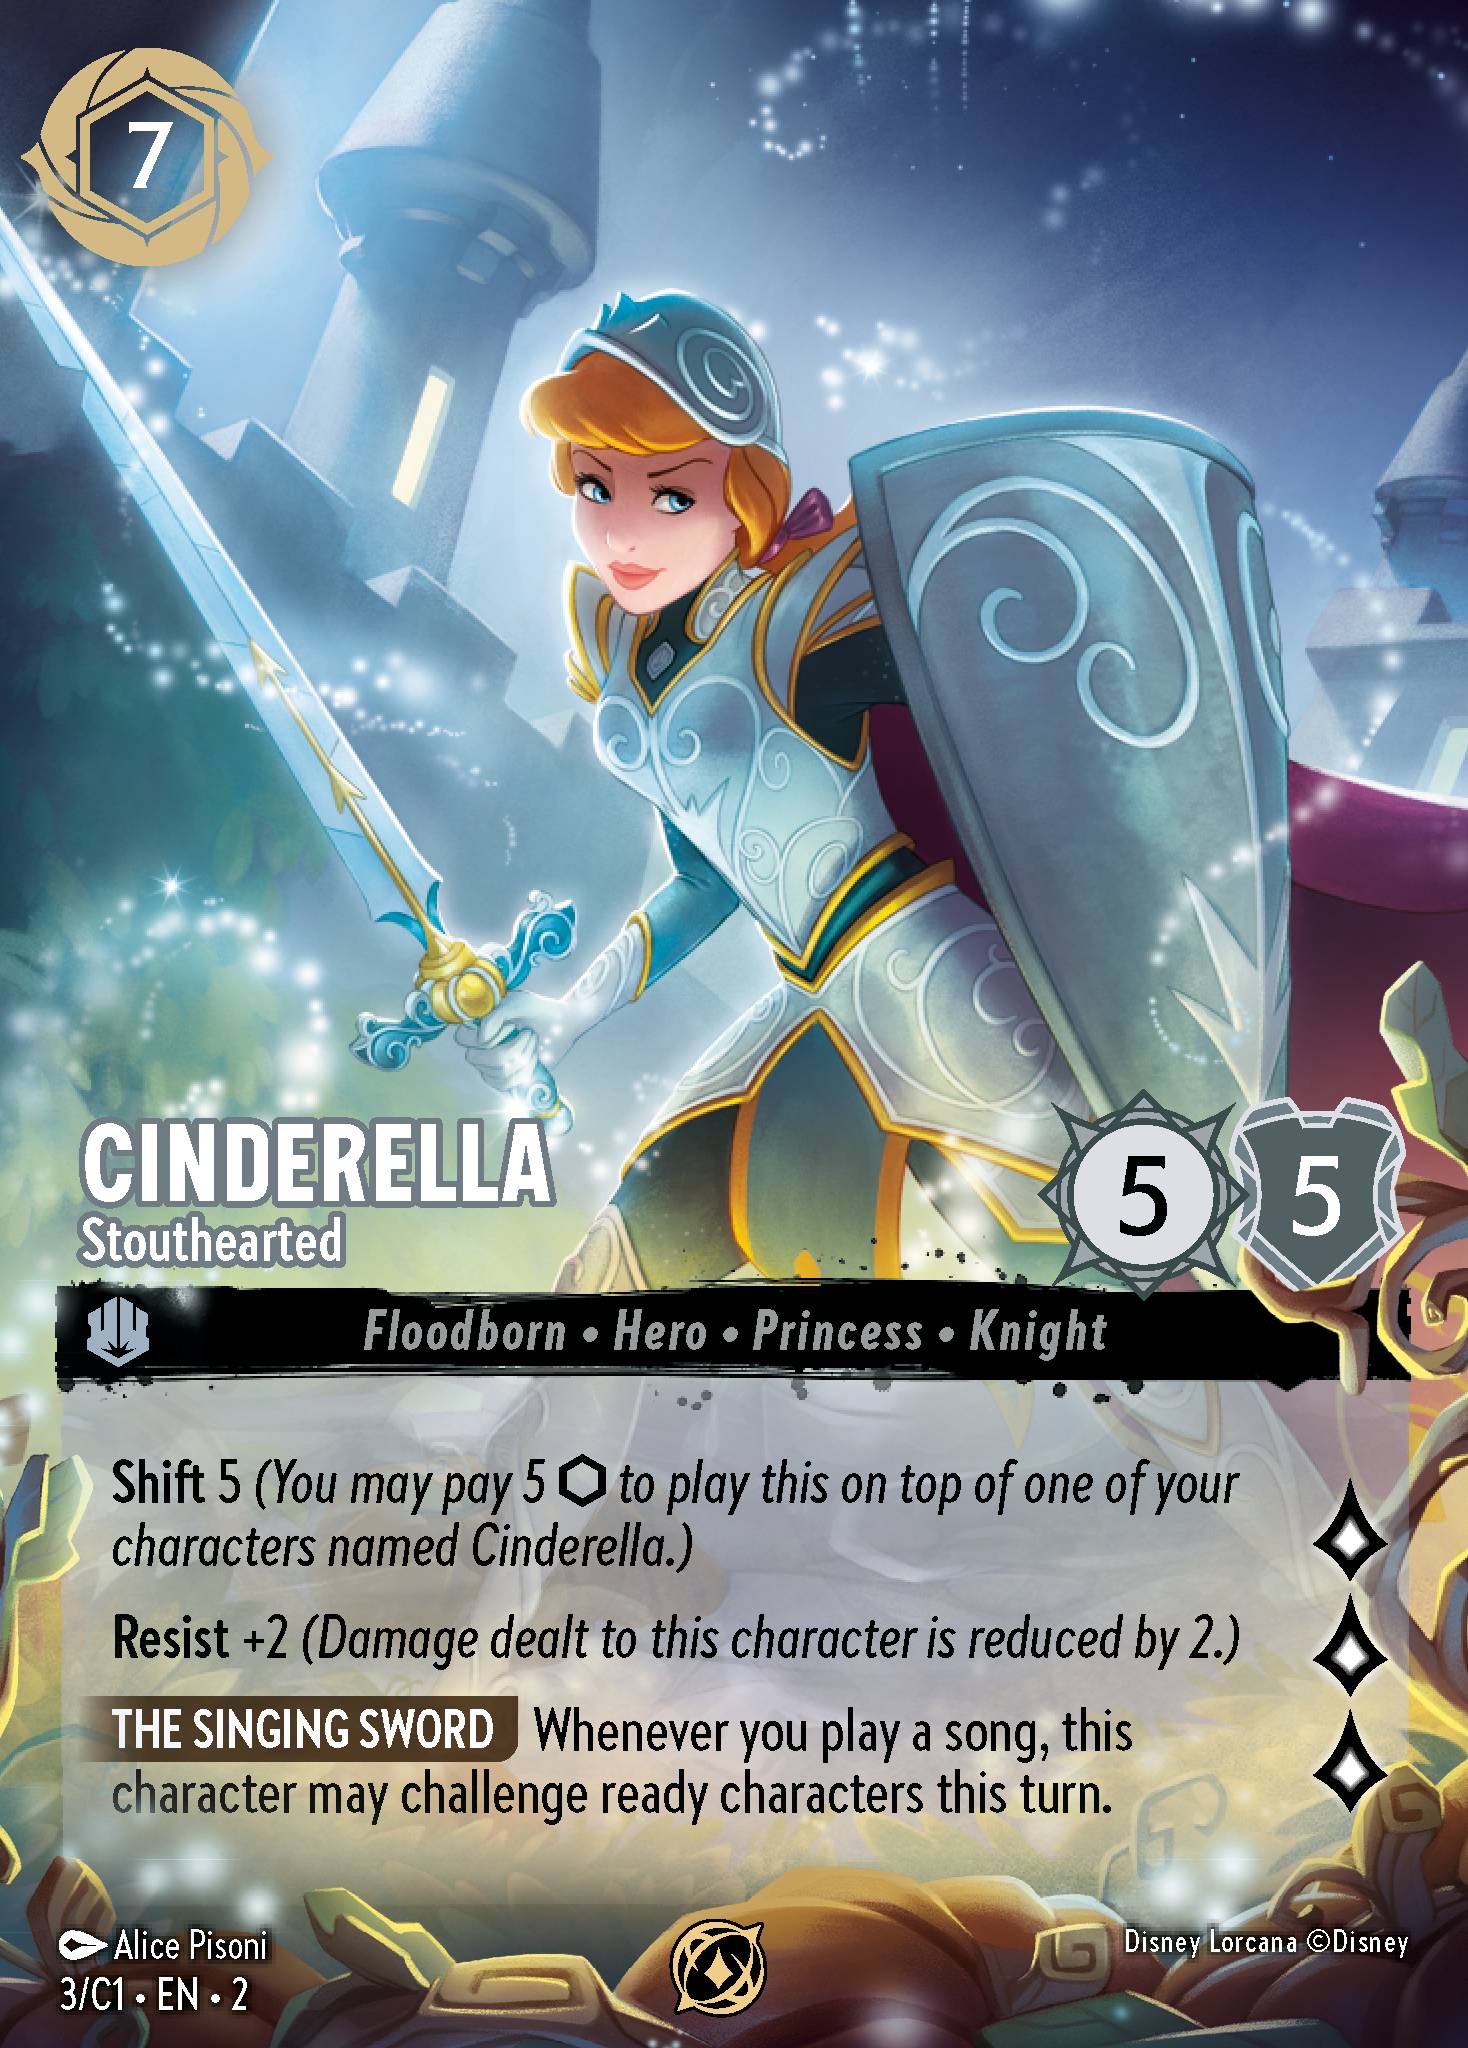 7
CINDERELLA
Stouthearted
5 5
Floodborn • Hero • Princess • Knight
Shift 5 (You may pay 5 ⬡ to play this on top of one of your
characters named Cinderella.)
Resist +2 (Damage dealt to this character is reduced by 2.)
THE SINGING SWORD Whenever you play a song, this
character may challenge ready characters this turn.
Alice Pisoni
Disney Lorcana ©Disney
3/C1 • EN • 2